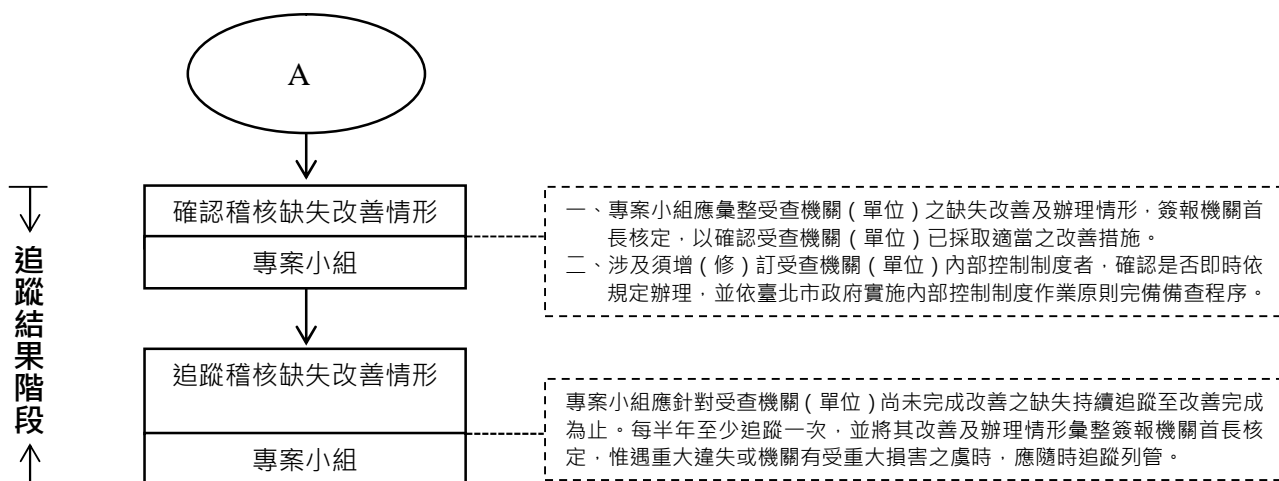 A
追蹤結果階段
確認稽核缺失改善情形
專案小組
一、專案小組應彙整受查機關(單位)之缺失改善及辦理情形,簽報機關首
長核定,以確認受查機關(單位)已採取適當之改善措施。
二、涉及須增(修)訂受查機關(單位)內部控制制度者,確認是否即時依
規定辦理,並依臺北市政府實施內部控制制度作業原則完備備查程序。
追蹤稽核缺失改善情形
專案小組
專案小組應針對受查機關(單位)尚未完成改善之缺失持續追蹤至改善完成
為止。每半年至少追蹤一次,並將其改善及辦理情形彙整簽報機關首長核
定,惟遇重大違失或機關有受重大損害之虞時,應隨時追蹤列管。